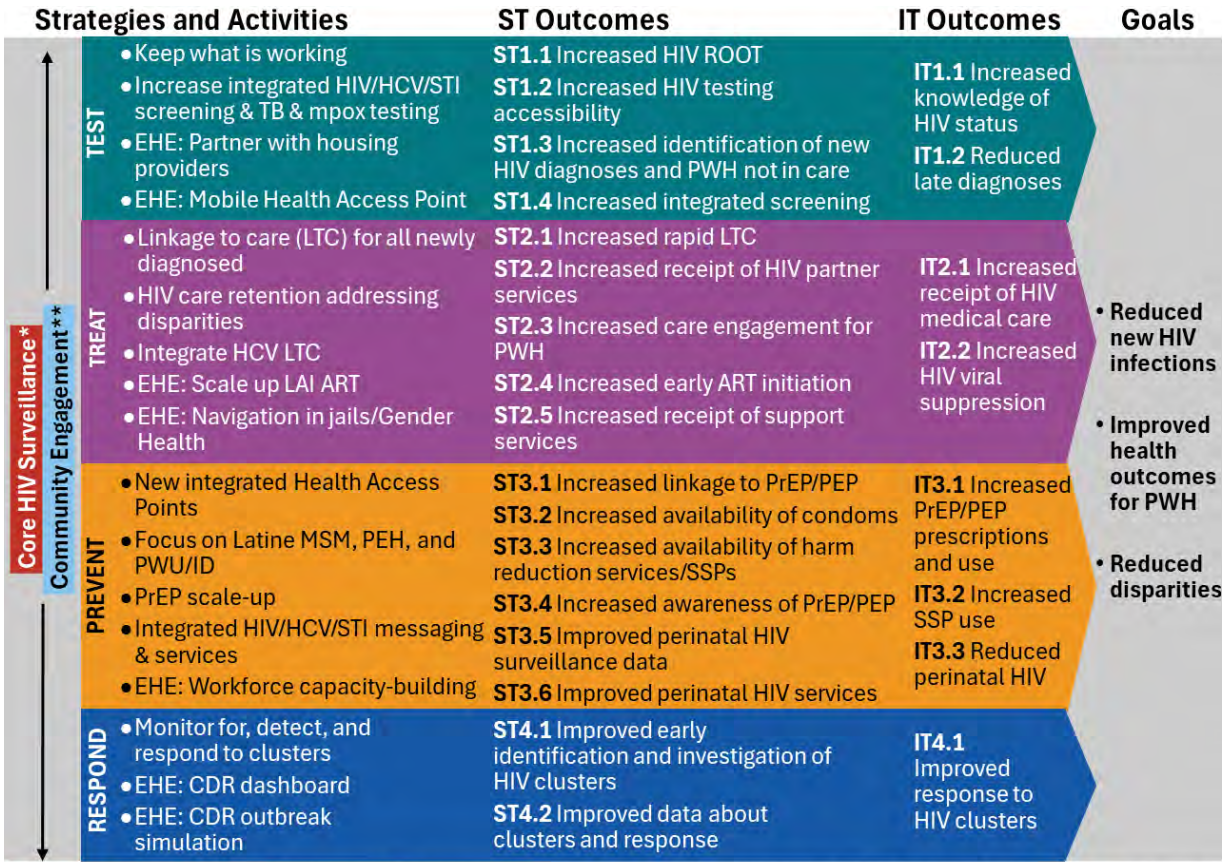 Strategies and Activities
ST Outcomes
IT Outcomes
Goals
Core HIV Surveillance*
Community Engagement**
TEST
•Keep what is working
•Increase integrated HIV/HCV/STI
screening & TB & mpox testing
•EHE: Partner with housing
providers
•EHE: Mobile Health Access Point
ST1.1 Increased HIV ROOT
ST1.2 Increased HIV testing
accessibility
ST1.3 Increased identification of new
HIV diagnoses and PWH not in care
ST1.4 Increased integrated screening
IT1.1 Increased
knowledge of
HIV status
IT1.2 Reduced
late diagnoses
TREAT
•Linkage to care (LTC) for all newly
diagnosed
•HIV care retention addressing
disparities
•Integrate HCV LTC
•EHE: Scale up LAI ART
•EHE: Navigation in jails/Gender
Health
ST2.1 Increased rapid LTC
ST2.2 Increased receipt of HIV partner
services
ST2.3 Increased care engagement for
PWH
ST2.4 Increased early ART initiation
ST2.5 Increased receipt of support
services
IT2.1 Increased
receipt of HIV
medical care
IT2.2 Increased
HIV viral
suppression
PREVENT
•New integrated Health Access
Points
•Focus on Latine MSM, PEH, and
PWU/ID
•PrEP scale-up
•Integrated HIV/HCV/STI messaging
& services
•EHE: Workforce capacity-building
ST3.1 Increased linkage to PrEP/PEP
ST3.2 Increased availability of condoms
ST3.3 Increased availability of harm
reduction services/SSPs
ST3.4 Increased awareness of PrEP/PEP
ST3.5 Improved perinatal HIV
surveillance data
ST3.6 Improved perinatal HIV services
IT3.1 Increased
PrEP/PEP
prescriptions
and use
IT3.2 Increased
SSP use
IT3.3 Reduced
perinatal HIV
RESPOND
•Monitor for, detect, and
respond to clusters
•EHE: CDR dashboard
•EHE: CDR outbreak
simulation
ST4.1 Improved early
identification and investigation of
HIV clusters
ST4.2 Improved data about
clusters and response
IT4.1
Improved
response to
HIV clusters
• Reduced
new HIV
infections
• Improved
health
outcomes
for PWH
• Reduced
disparities